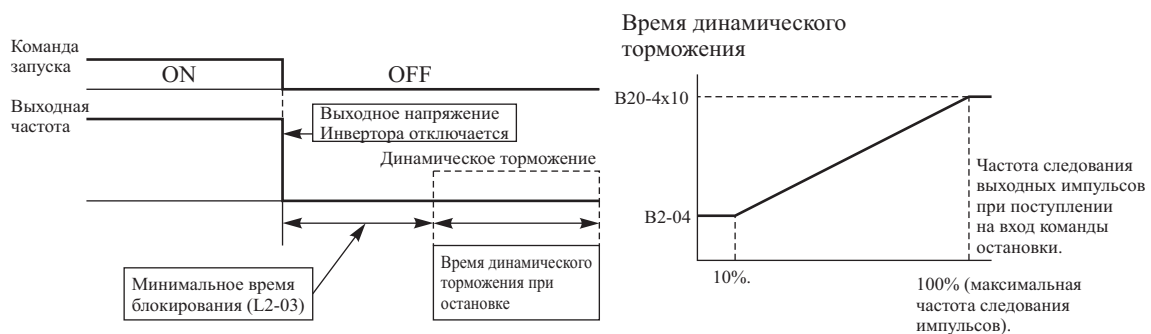 Команда
запуска
ON
OFF
Выходная
частота
Выходное напряжение
Инвертора отключается
Динамическое торможение
Минимальное время
блокирования (L2-03)
Время динамического
торможения при
остановке
Время динамического
торможения
B20-4x10
B2-04
Частота следования
выходных импульсов
при поступлении
на вход команды
остановки.
10%.
100% (максимальная
частота следования
импульсов).